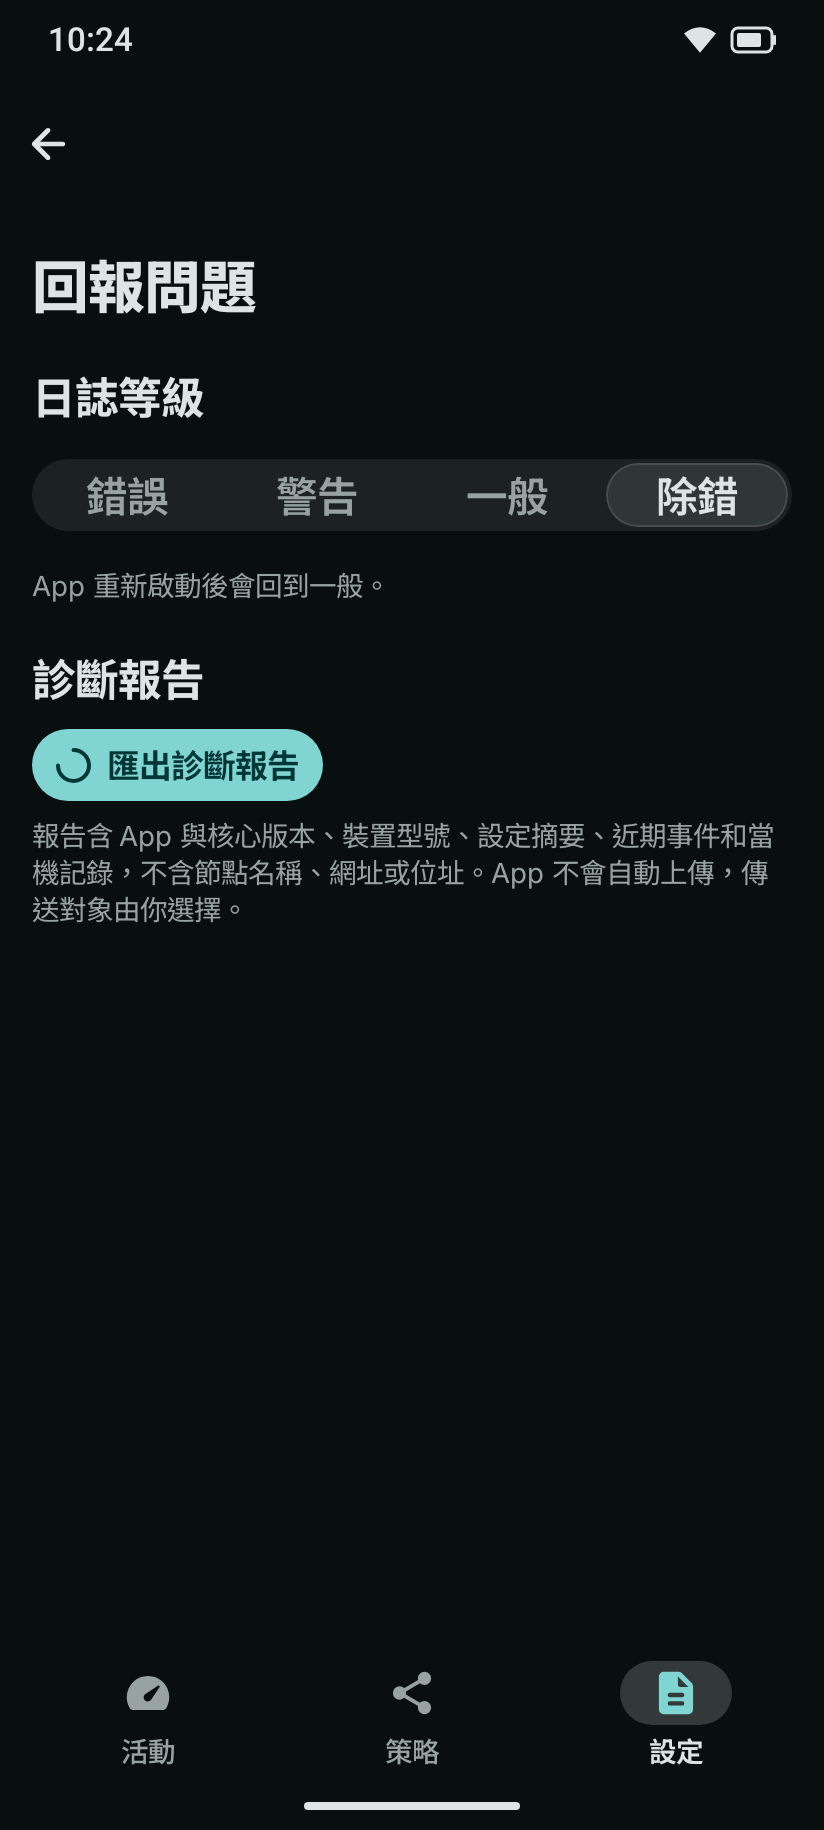 10:24
回報問題
日誌等級
錯誤 警告 一般 除錯
App 重新啟動後會回到一般。
診斷報告
匯出診斷報告
報告含 App 與核心版本、裝置型號、設定摘要、近期事件和當
機記錄，不含節點名稱、網址或位址。App 不會自動上傳，傳
送對象由你選擇。
活動 策略 設定